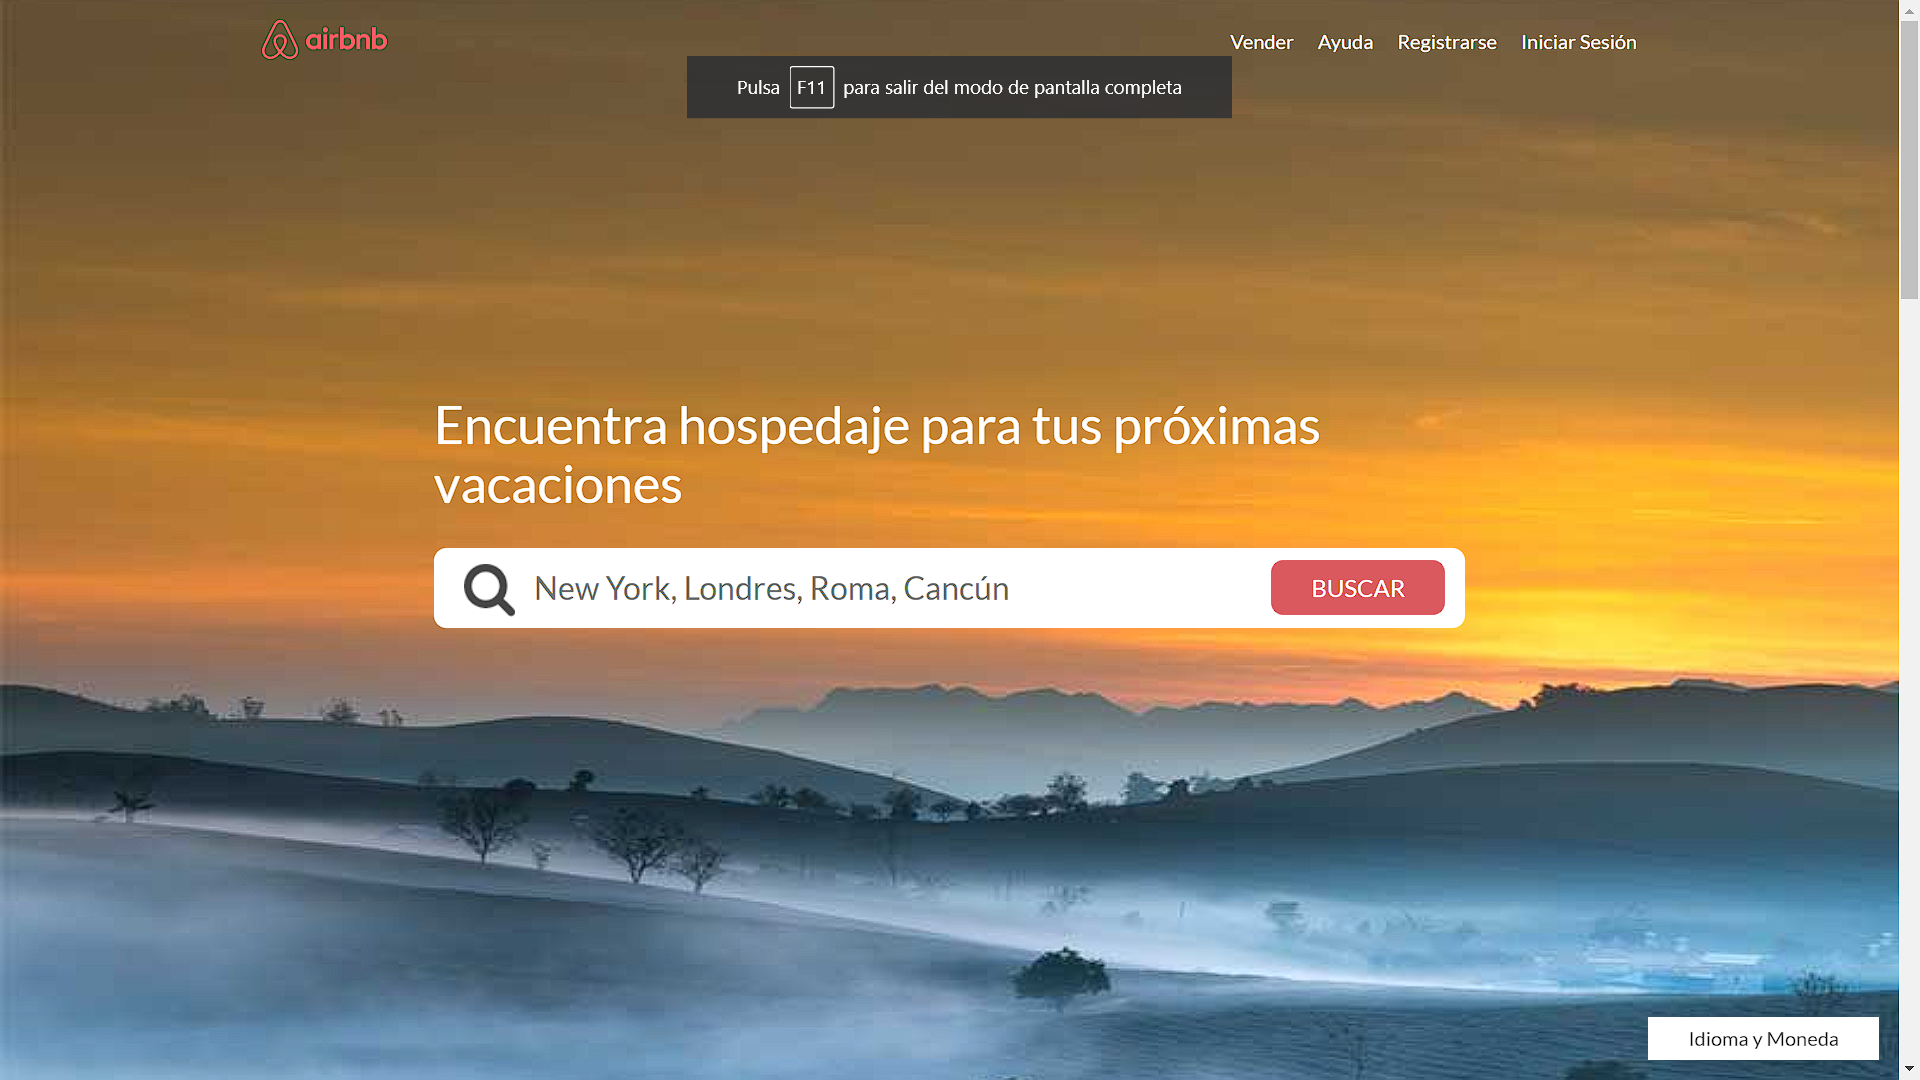 airbnb
Vender Ayuda Registrarse Iniciar Sesión
Pulsa F11 para salir del modo de pantalla completa
Encuentra hospedaje para tus próximas
vacaciones
New York, Londres, Roma, Cancún
BUSCAR
Idioma y Moneda